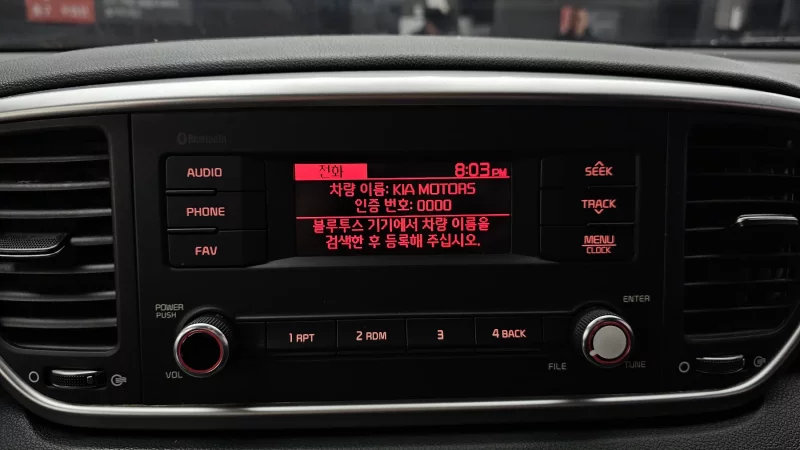 Bluetooth
AUDIO
PHONE
FAV
전화 8:03 PM
차량 이름: KIA MOTORS
인증 번호: 0000
블루투스 기기에서 차량 이름을
검색한 후 등록해 주십시오.
SEEK
TRACK
MENU
CLOCK
POWER
PUSH
VOL
1 RPT
2 RDM
3
4 BACK
ENTER
FILE
TUNE